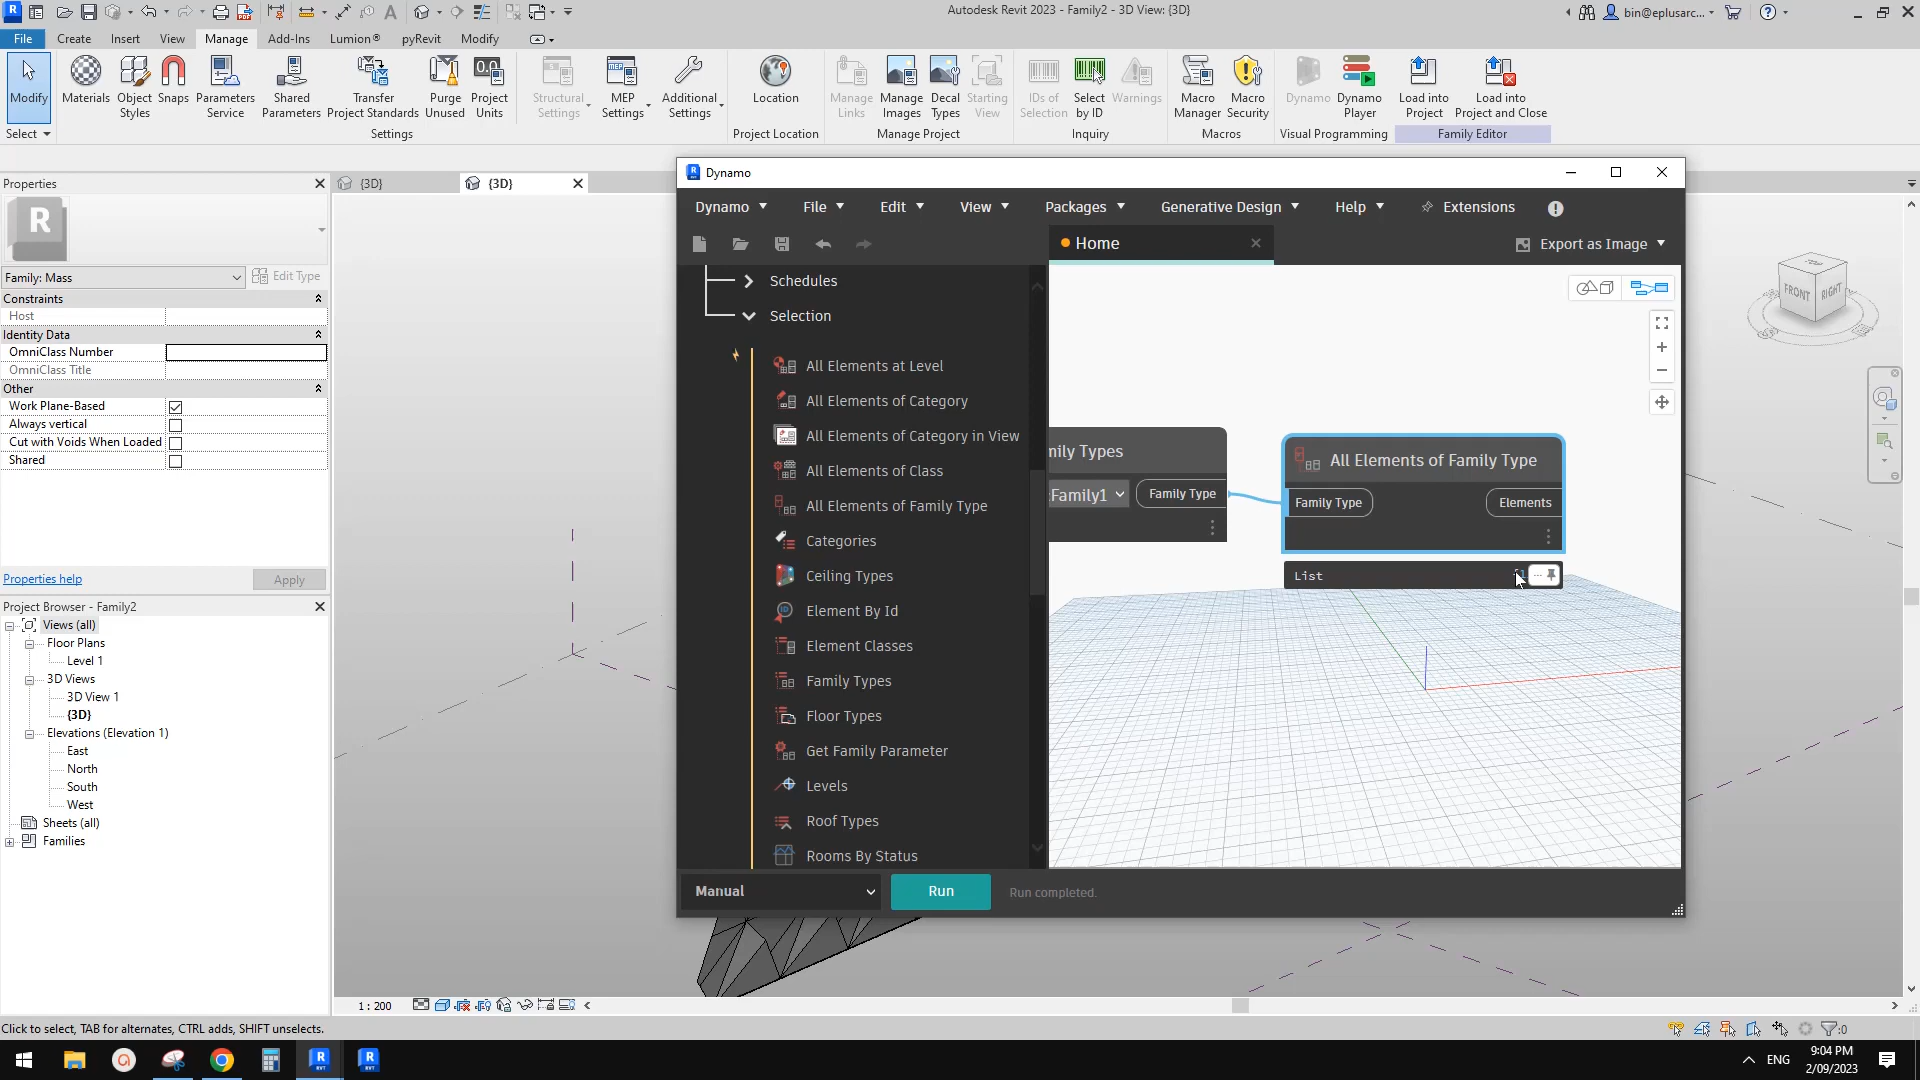 Autodesk Revit 2023 - Family2 - 3D View: {3D}
bin@eplusarc...
File
Create
Insert
View
Manage
Add-Ins
Lumion®
pyRevit
Modify
Modify
Materials
Object Styles
Snaps
Parameters Service
Shared Parameters
Transfer Project Standards
Purge Unused
Project Units
Structural Settings
MEP Settings
Additional Settings
Location
Manage Links
Manage Images
Decal Types
Starting View
IDs of Selection
Select by ID
Warnings
Macro Manager
Macro Security
Dynamo
Dynamo Player
Load into Project
Load into Project and Close
Select
Settings
Project Location
Manage Project
Inquiry
Macros
Visual Programming
Family Editor
Properties
R
Family: Mass
Edit Type
Constraints
Host
Identity Data
OmniClass Number
OmniClass Title
Other
Work Plane-Based
Always vertical
Cut with Voids When Loaded
Shared
Properties help
Apply
Project Browser - Family2
Views (all)
Floor Plans
Level 1
3D Views
3D View 1
{3D}
Elevations (Elevation 1)
East
North
South
West
Sheets (all)
Families
{3D}
{3D}
FRONT
RIGHT
Dynamo
Dynamo
File
Edit
View
Packages
Generative Design
Help
Extensions
Home
Export as Image
Schedules
Selection
All Elements at Level
All Elements of Category
All Elements of Category in View
All Elements of Class
All Elements of Family Type
Categories
Ceiling Types
Element By Id
Element Classes
Family Types
Floor Types
Get Family Parameter
Levels
Roof Types
Rooms By Status
mily Types
:Family1
Family Type
All Elements of Family Type
Family Type
Elements
List
Manual
Run
Run completed.
1 : 200
Click to select, TAB for alternates, CTRL adds, SHIFT unselects.
:0
ENG
9:04 PM
2/09/2023